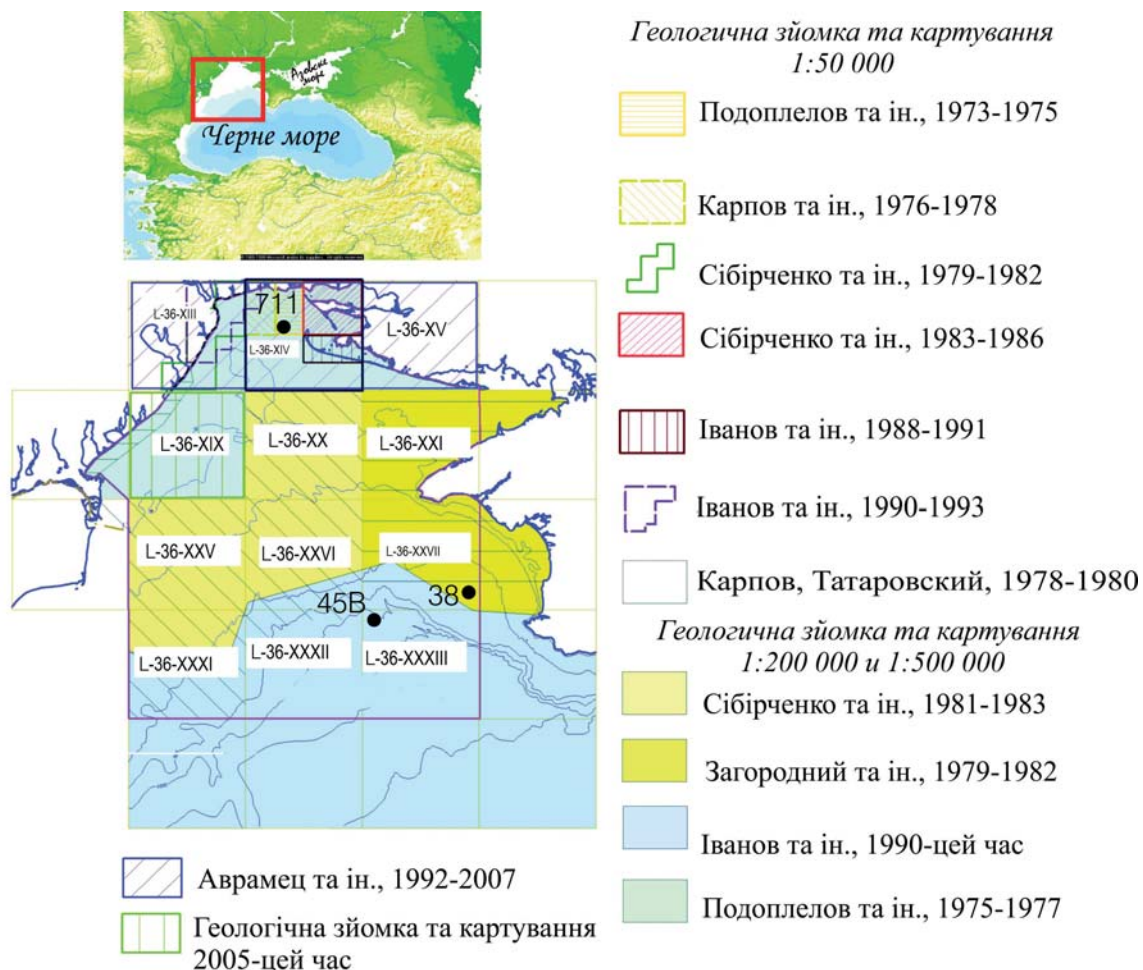 Азовське
море
Черне море
Геологична зйомка та картування
1:50 000
Подоплелов та ін., 1973-1975
Карпов та ін., 1976-1978
Сібірченко та ін., 1979-1982
Сібірченко та ін., 1983-1986
Іванов та ін., 1988-1991
Іванов та ін., 1990-1993
Карпов, Татаровский, 1978-1980
Геологична зйомка та картування
1:200 000 и 1:500 000
Сібірченко та ін., 1981-1983
Загородний та ін., 1979-1982
Іванов та ін., 1990-цей час
Подоплелов та ін., 1975-1977
L-36-XIII
711
L-36-XIV
L-36-XV
L-36-XIX
L-36-XX
L-36-XXI
L-36-XXV
L-36-XXVI
L-36-XXVII
45B
38
L-36-XXXI
L-36-XXXII
L-36-XXXIII
Аврамец та ін., 1992-2007
Геологічна зйомка та картування
2005-цей час